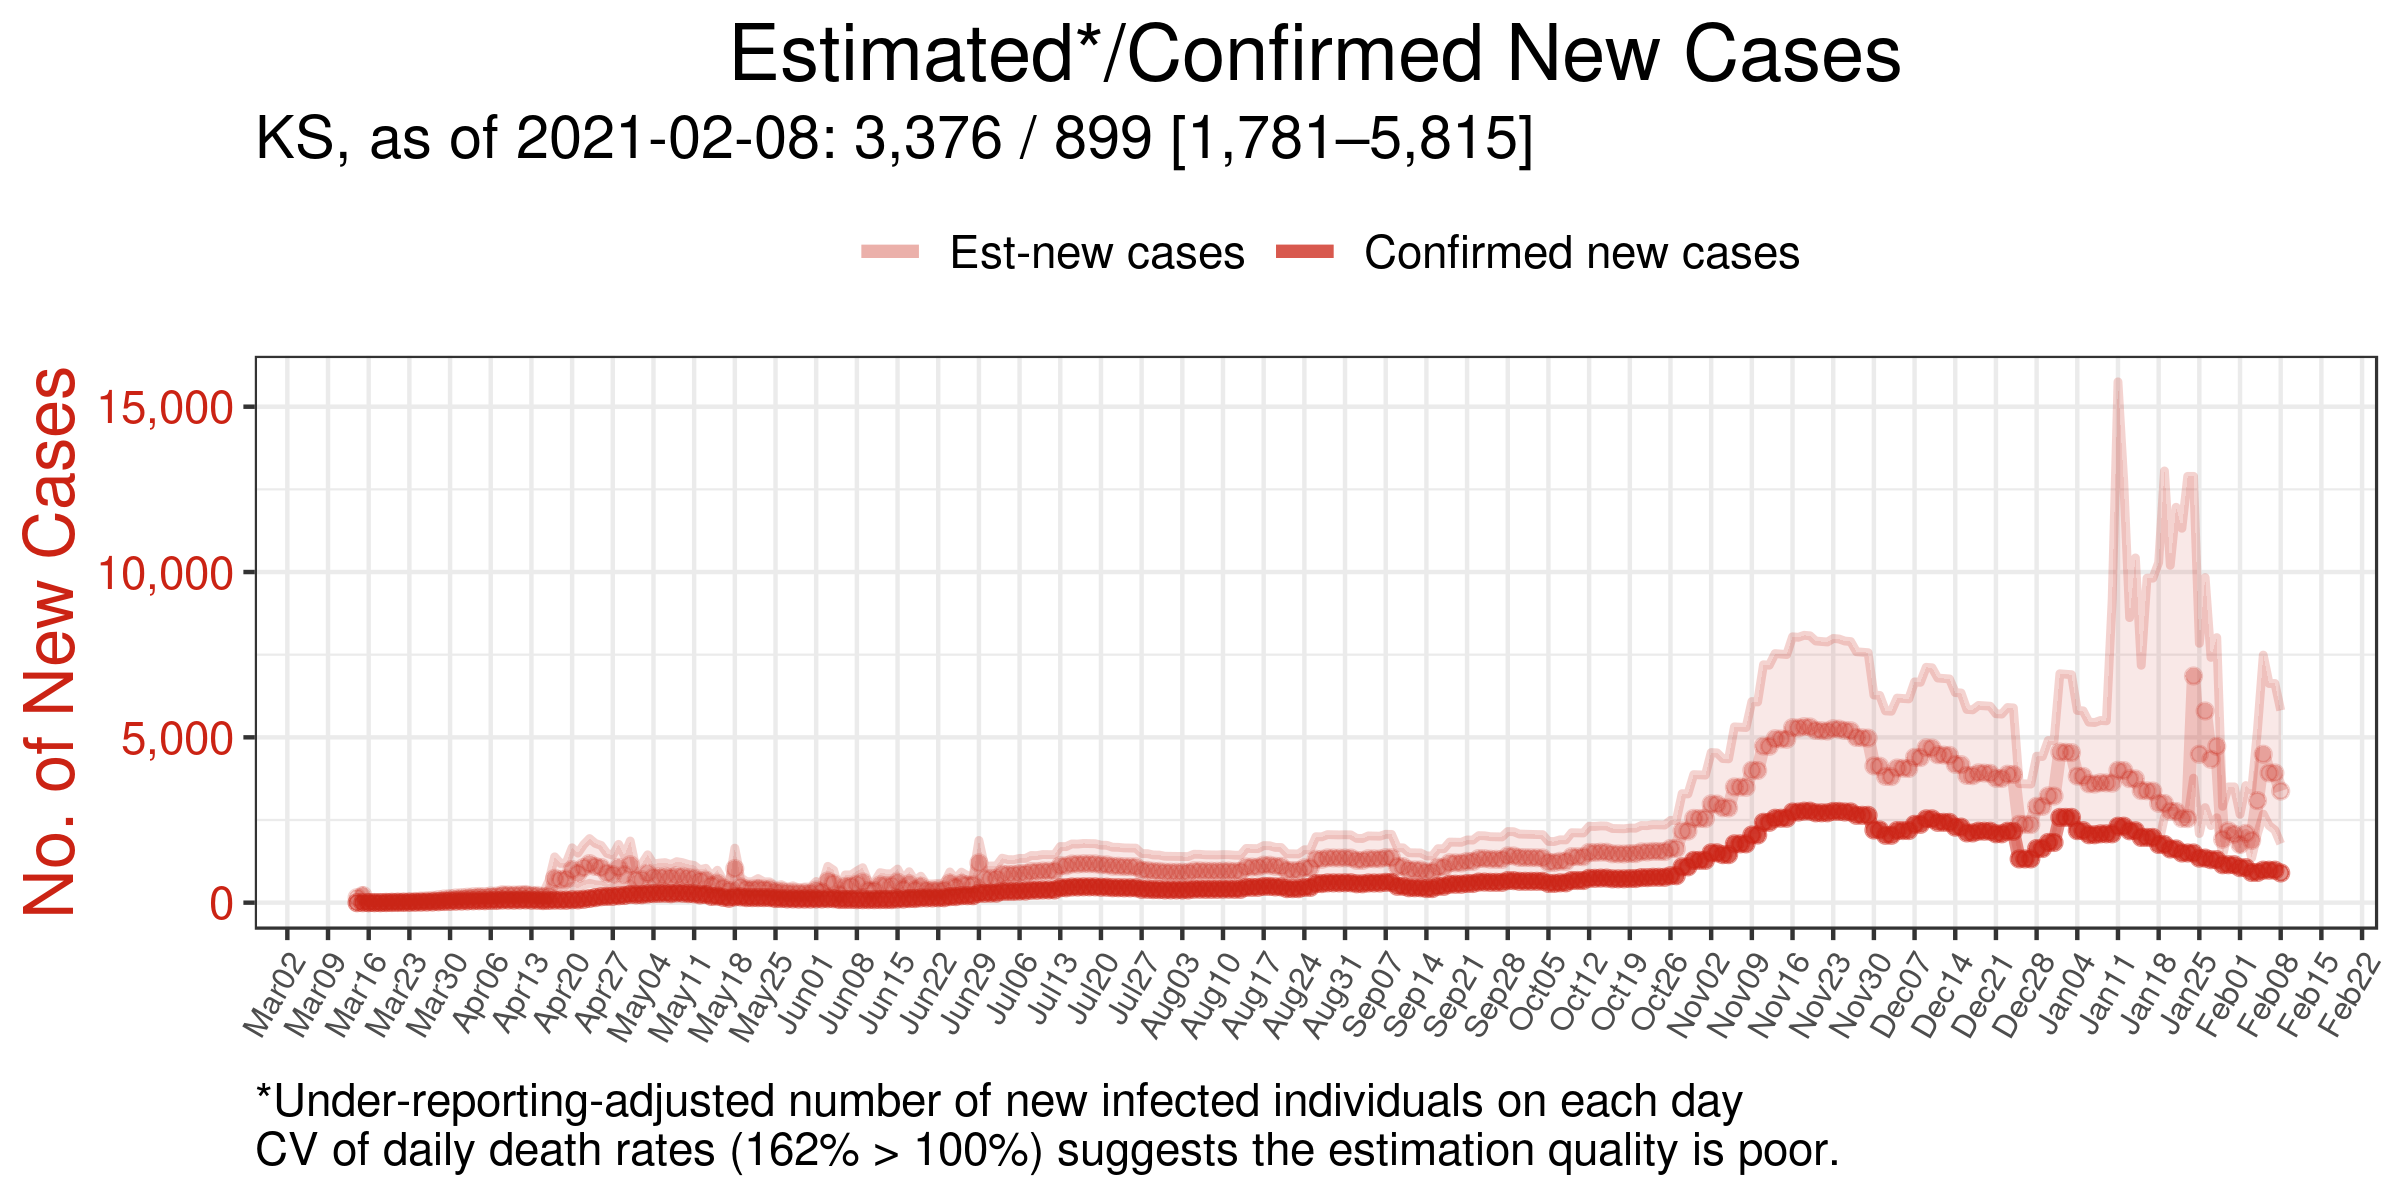 Estimated*/Confirmed New Cases
KS, as of 2021-02-08: 3,376 / 899 [1,781–5,815]
Est-new cases
Confirmed new cases
No. of New Cases
15,000
10,000
5,000
0
Mar02
Mar09
Mar16
Mar23
Mar30
Apr06
Apr13
Apr20
Apr27
May04
May11
May18
May25
Jun01
Jun08
Jun15
Jun22
Jun29
Jul06
Jul13
Jul20
Jul27
Aug03
Aug10
Aug17
Aug24
Aug31
Sep07
Sep14
Sep21
Sep28
Oct05
Oct12
Oct19
Oct26
Nov02
Nov09
Nov16
Nov23
Nov30
Dec07
Dec14
Dec21
Dec28
Jan04
Jan11
Jan18
Jan25
Feb01
Feb08
Feb15
Feb22
*Under-reporting-adjusted number of new infected individuals on each day
CV of daily death rates (162% > 100%) suggests the estimation quality is poor.